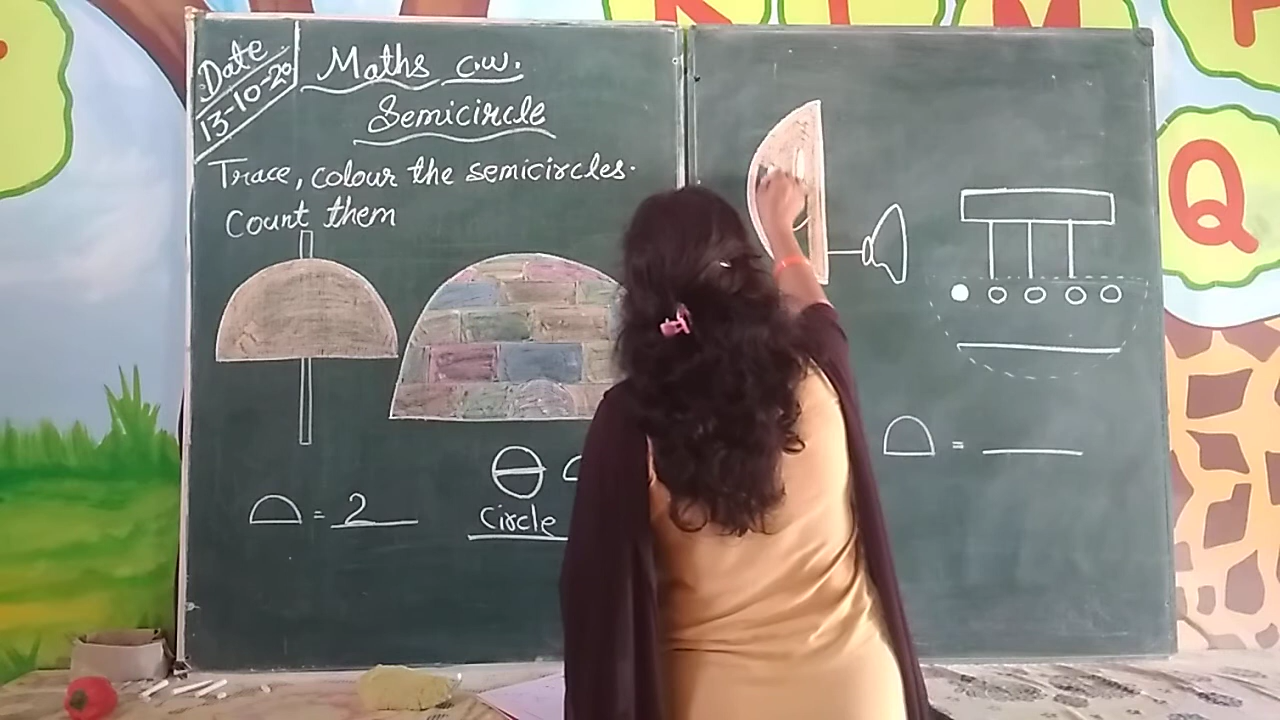 Date
13-10-20
Maths c.w.
Semicircle
Trace, colour the semicircles.
Count them
= 2
Circle
=
Q